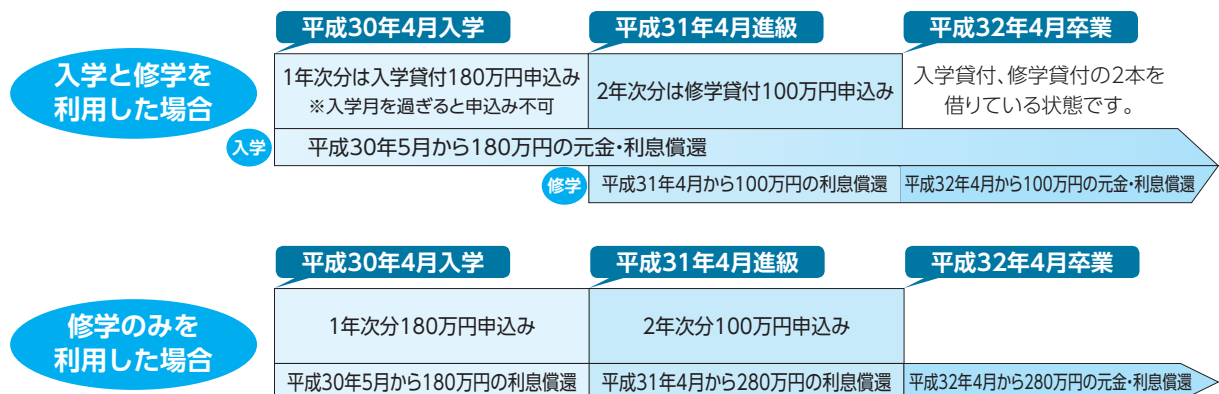 平成30年4月入学
平成31年4月進級
平成32年4月卒業
入学と修学を
利用した場合
1年次分は入学貸付180万円申込み
※入学月を過ぎると申込み不可
2年次分は修学貸付100万円申込み
入学貸付、修学貸付の2本を
借りている状態です。
入学
平成30年5月から180万円の元金・利息償還
修学
平成31年4月から100万円の利息償還
平成32年4月から100万円の元金・利息償還
平成30年4月入学
平成31年4月進級
平成32年4月卒業
修学のみを
利用した場合
1年次分180万円申込み
2年次分100万円申込み
平成30年5月から180万円の利息償還
平成31年4月から280万円の利息償還
平成32年4月から280万円の元金・利息償還